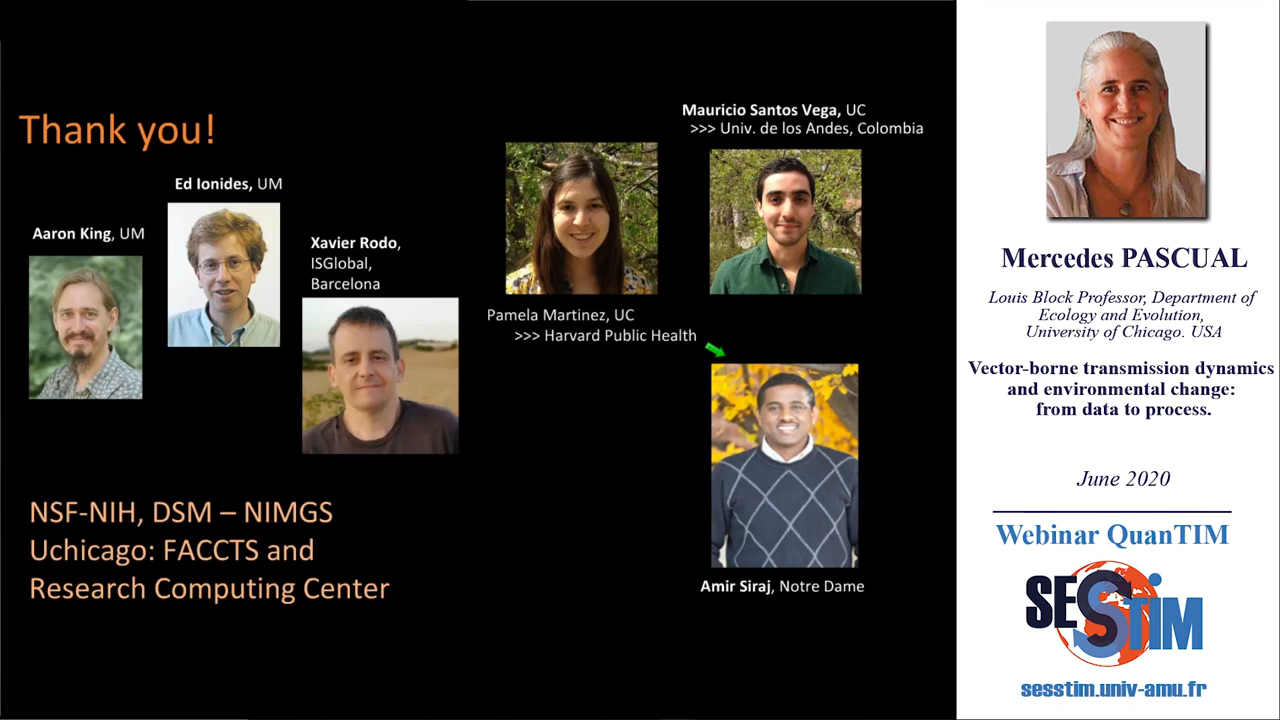 Thank you!
Ed Ionides, UM
Aaron King, UM
Xavier Rodo,
ISGlobal,
Barcelona
Mauricio Santos Vega, UC
>>> Univ. de los Andes, Colombia
Pamela Martinez, UC
>>> Harvard Public Health
Amir Siraj, Notre Dame
NSF-NIH, DSM – NIMGS
Uchicago: FACCTS and
Research Computing Center
Mercedes PASCUAL
Louis Block Professor, Department of
Ecology and Evolution,
University of Chicago. USA
Vector-borne transmission dynamics
and environmental change:
from data to process.
June 2020
Webinar QuanTIM
SESSTIM
sesstim.univ-amu.fr